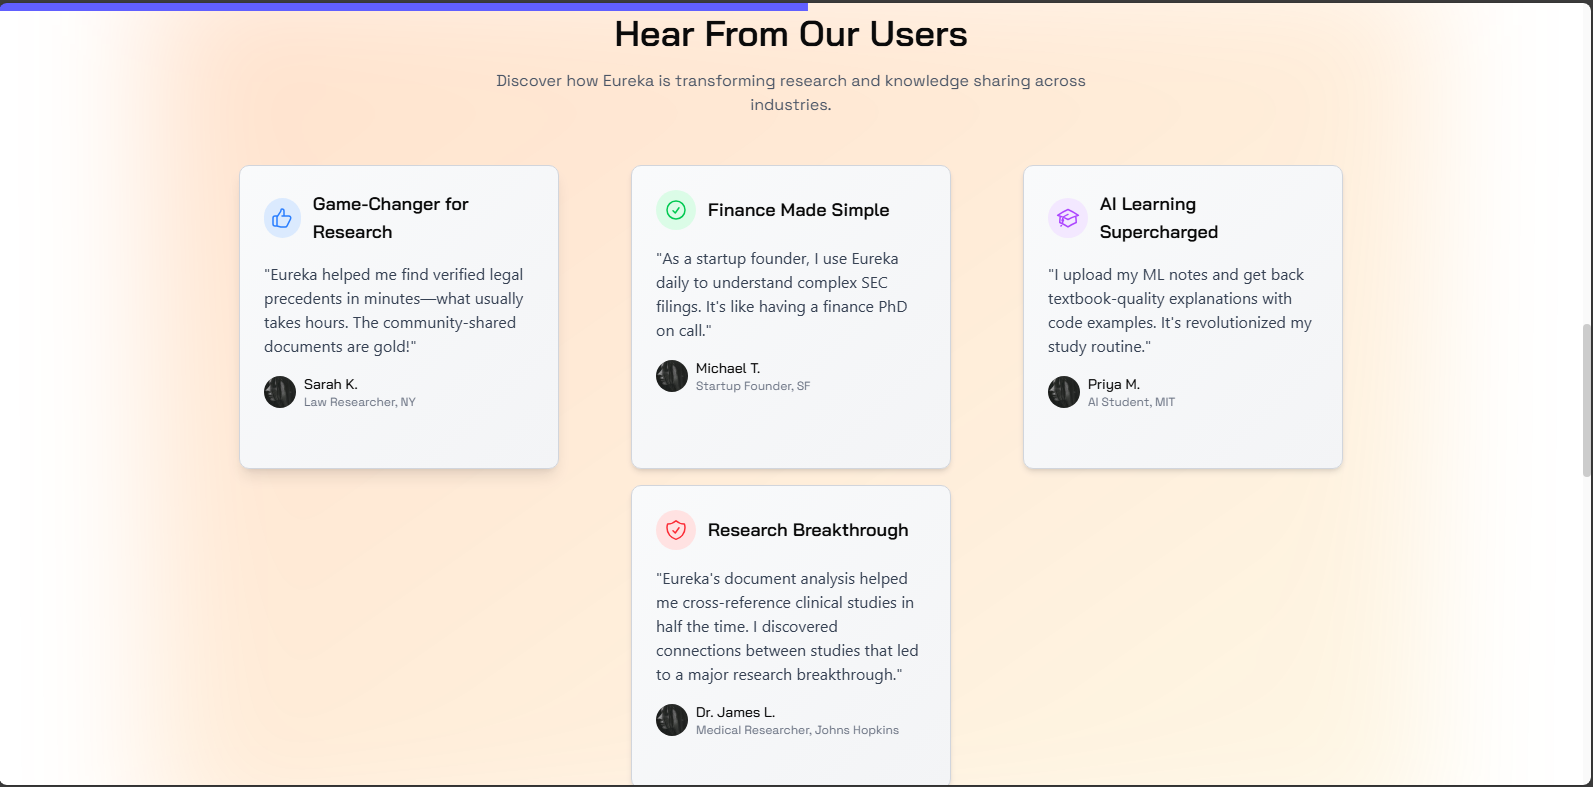 Hear From Our Users
Discover how Eureka is transforming research and knowledge sharing across
industries.
Game-Changer for
Research
"Eureka helped me find verified legal
precedents in minutes—what usually
takes hours. The community-shared
documents are gold!"
Sarah K.
Law Researcher, NY
Finance Made Simple
"As a startup founder, I use Eureka
daily to understand complex SEC
filings. It's like having a finance PhD
on call."
Michael T.
Startup Founder, SF
AI Learning
Supercharged
"I upload my ML notes and get back
textbook-quality explanations with
code examples. It's revolutionized my
study routine."
Priya M.
AI Student, MIT
Research Breakthrough
"Eureka's document analysis helped
me cross-reference clinical studies in
half the time. I discovered
connections between studies that led
to a major research breakthrough."
Dr. James L.
Medical Researcher, Johns Hopkins